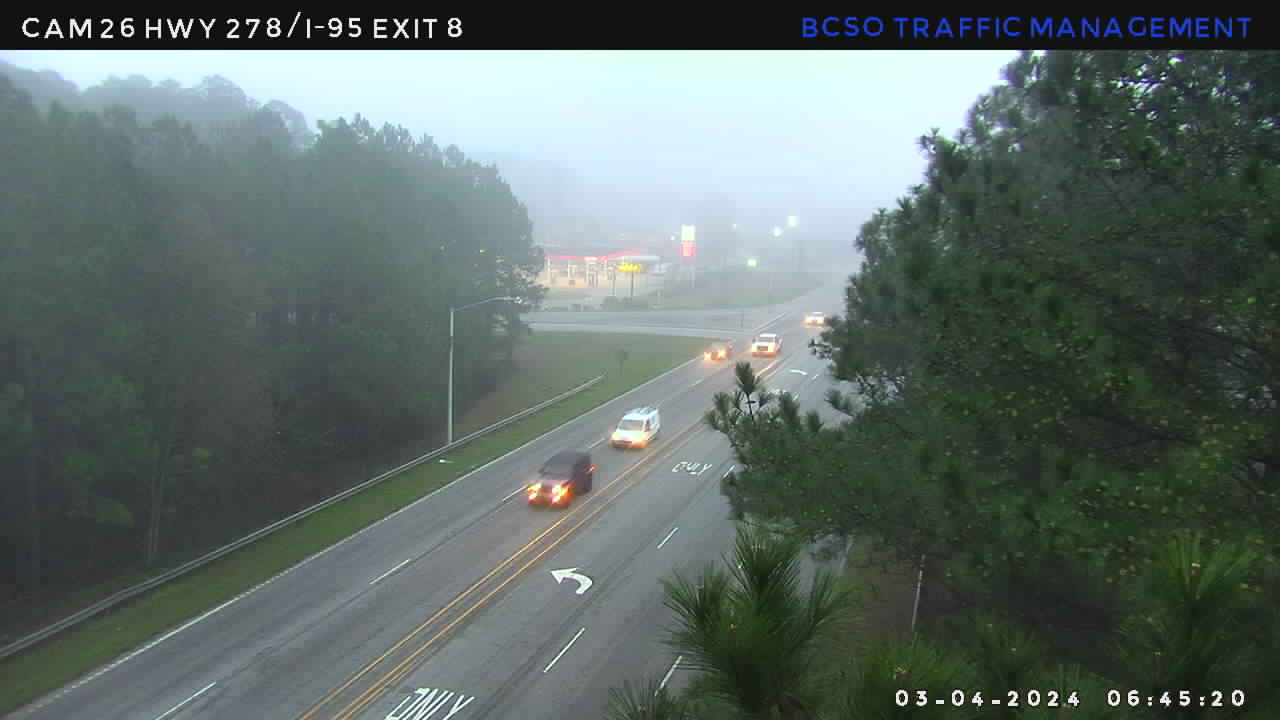 CAM 26 HWY 278/I-95 EXIT 8
BCSO TRAFFIC MANAGEMENT
ONLY
ONLY
03-04-2024 06:45:20